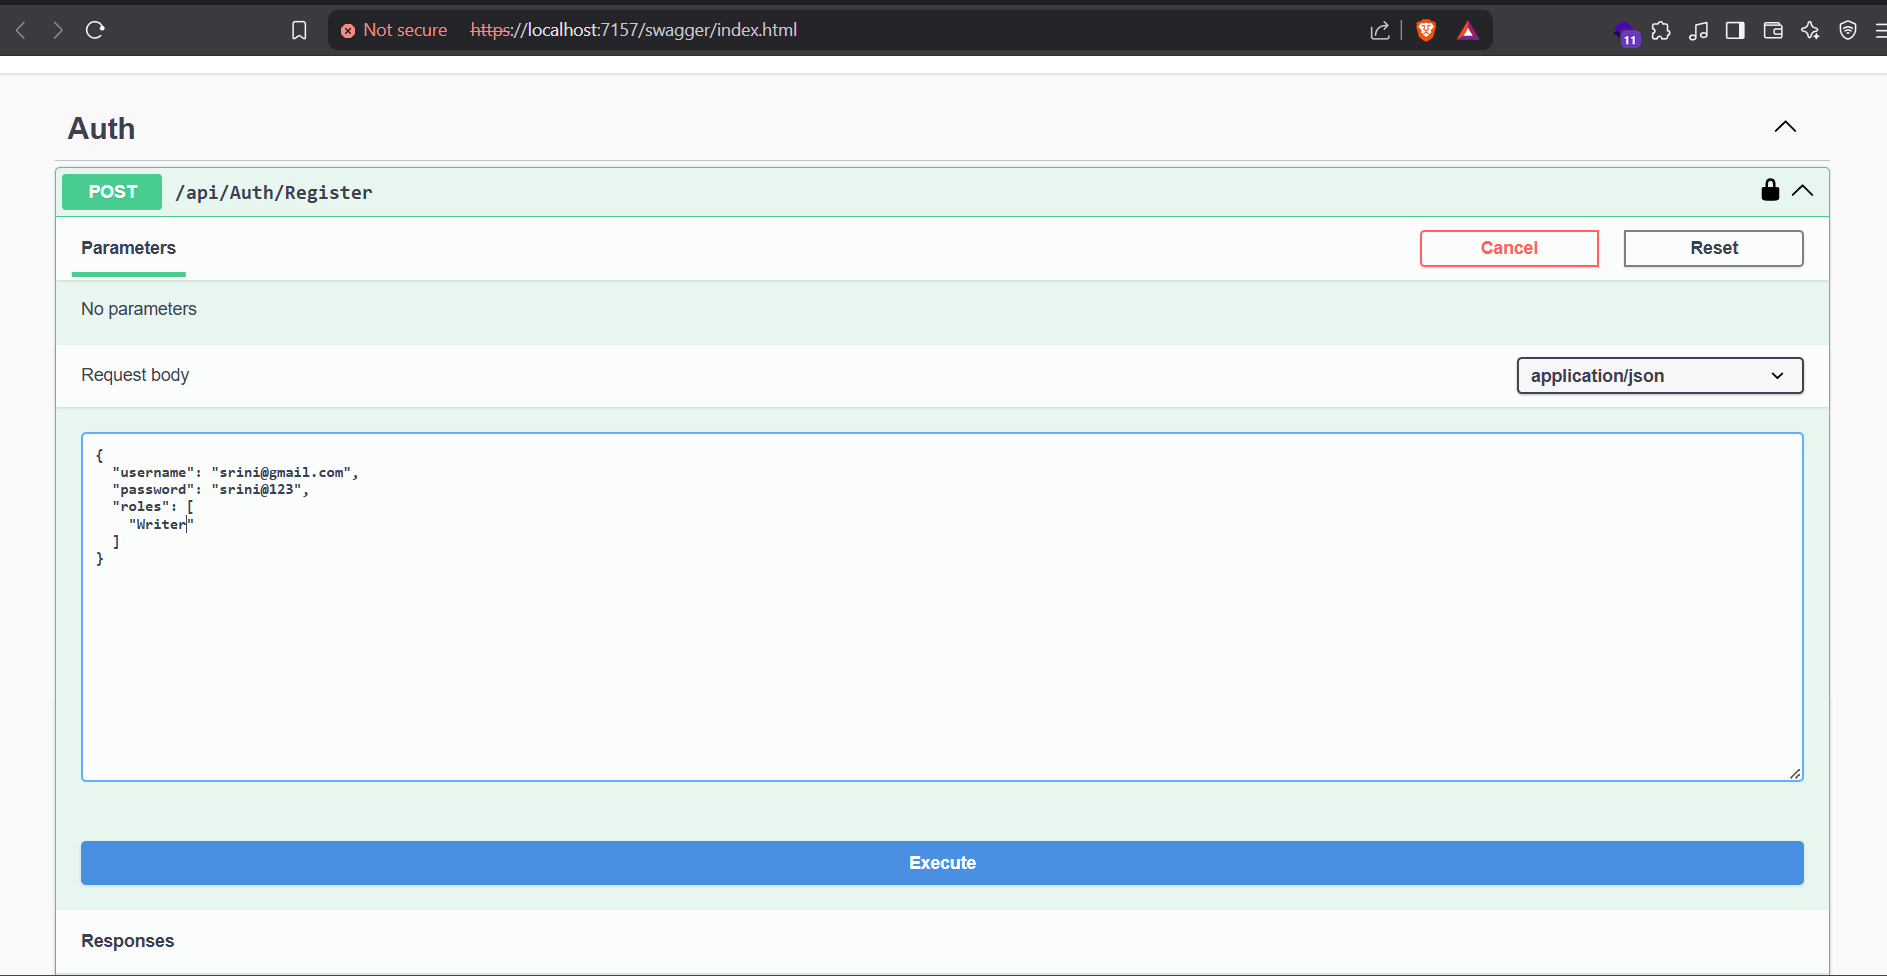 Not secure https://localhost:7157/swagger/index.html
11
Auth
POST /api/Auth/Register
Parameters
Cancel
Reset
No parameters
Request body
application/json
{
  "username": "srini@gmail.com",
  "password": "srini@123",
  "roles": [
    "Writer"
  ]
}
Execute
Responses